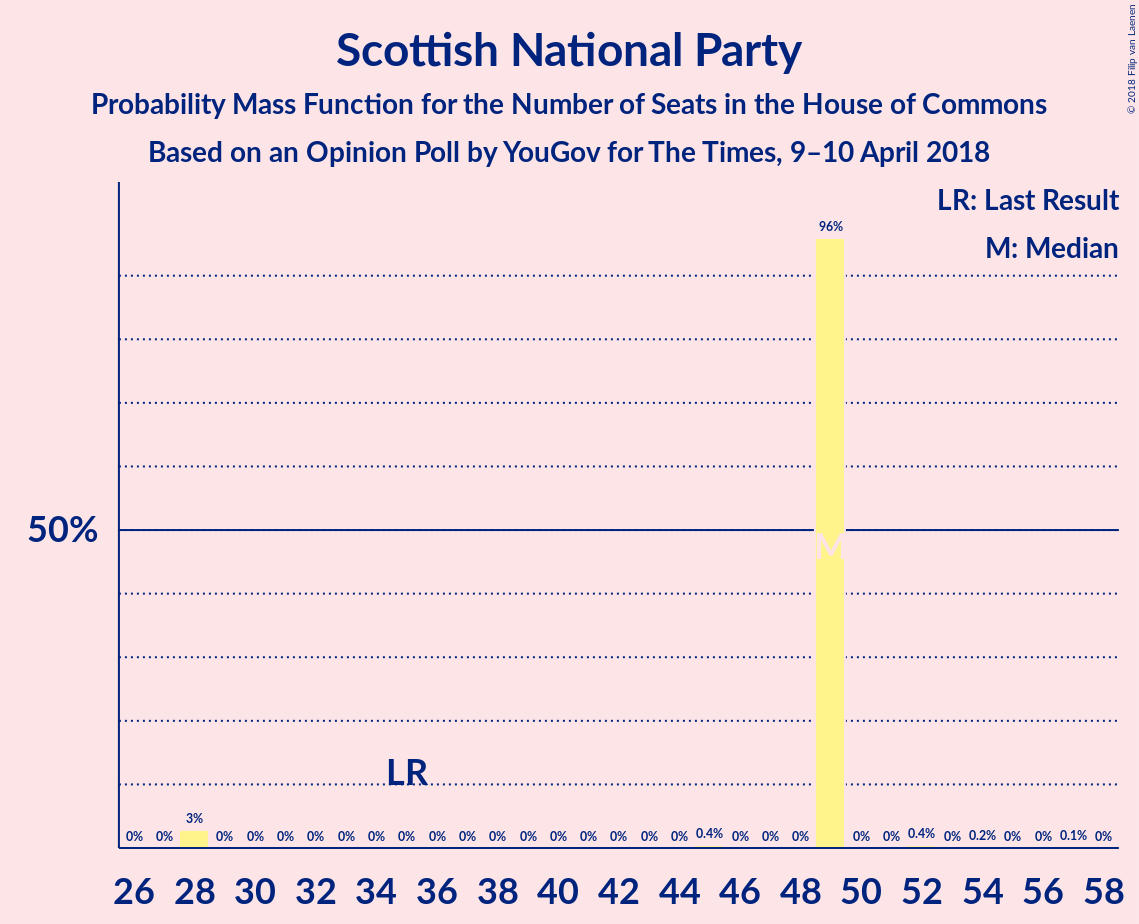 Scottish National Party
Probability Mass Function for the Number of Seats in the House of Commons
Based on an Opinion Poll by YouGov for The Times, 9–10 April 2018
© 2018 Filip van Laenen
LR: Last Result
M: Median
96%
50%
M
LR
0% 0% 3% 0% 0% 0% 0% 0% 0% 0% 0% 0% 0% 0% 0% 0% 0% 0% 0% 0.4% 0% 0% 0% 0% 0% 0.4% 0% 0.2% 0% 0% 0.1% 0%
26 28 30 32 34 36 38 40 42 44 46 48 50 52 54 56 58